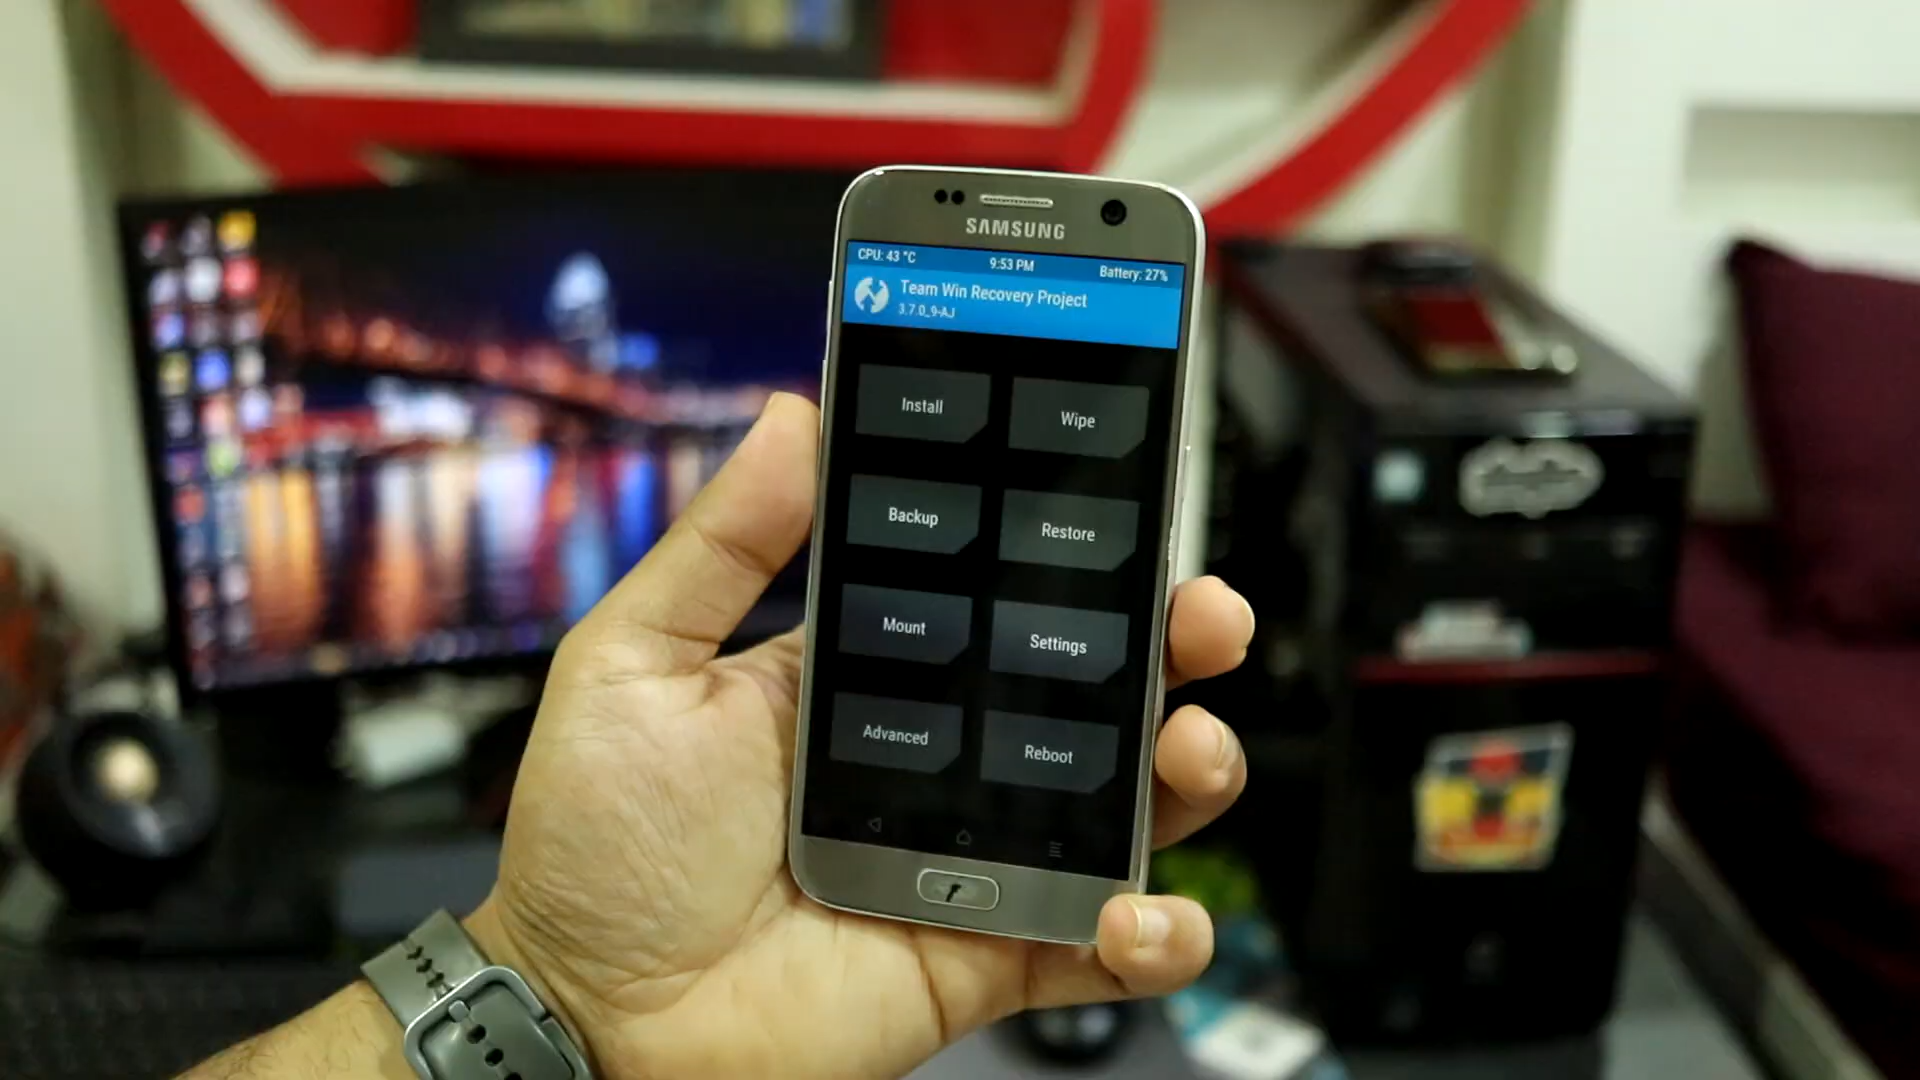 SAMSUNG
CPU: 43 °C 9:53 PM Battery: 27%
Team Win Recovery Project
3.7.0_9-AJ
Install Wipe
Backup Restore
Mount Settings
Advanced Reboot